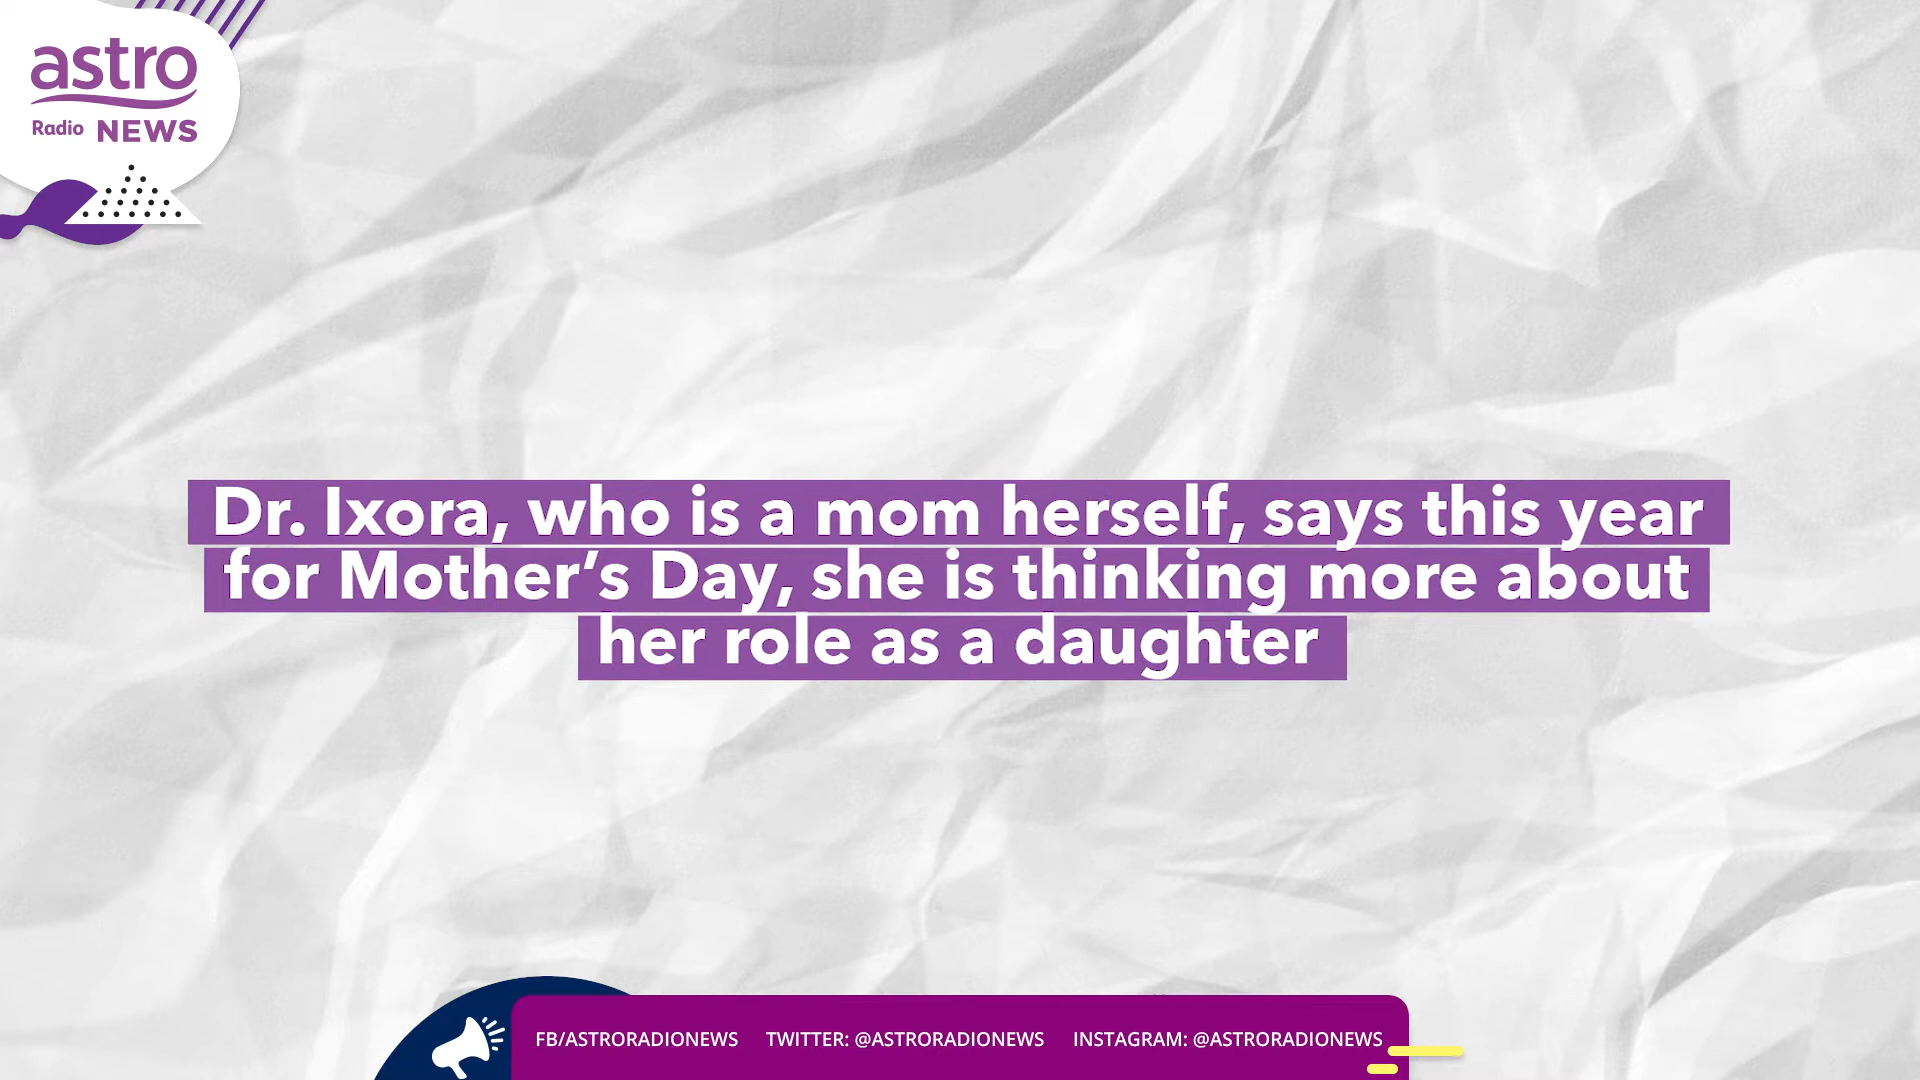 astro
Radio NEWS
Dr. Ixora, who is a mom herself, says this year
for Mother’s Day, she is thinking more about
her role as a daughter
FB/ASTRORADIONEWS TWITTER: @ASTRORADIONEWS INSTAGRAM: @ASTRORADIONEWS